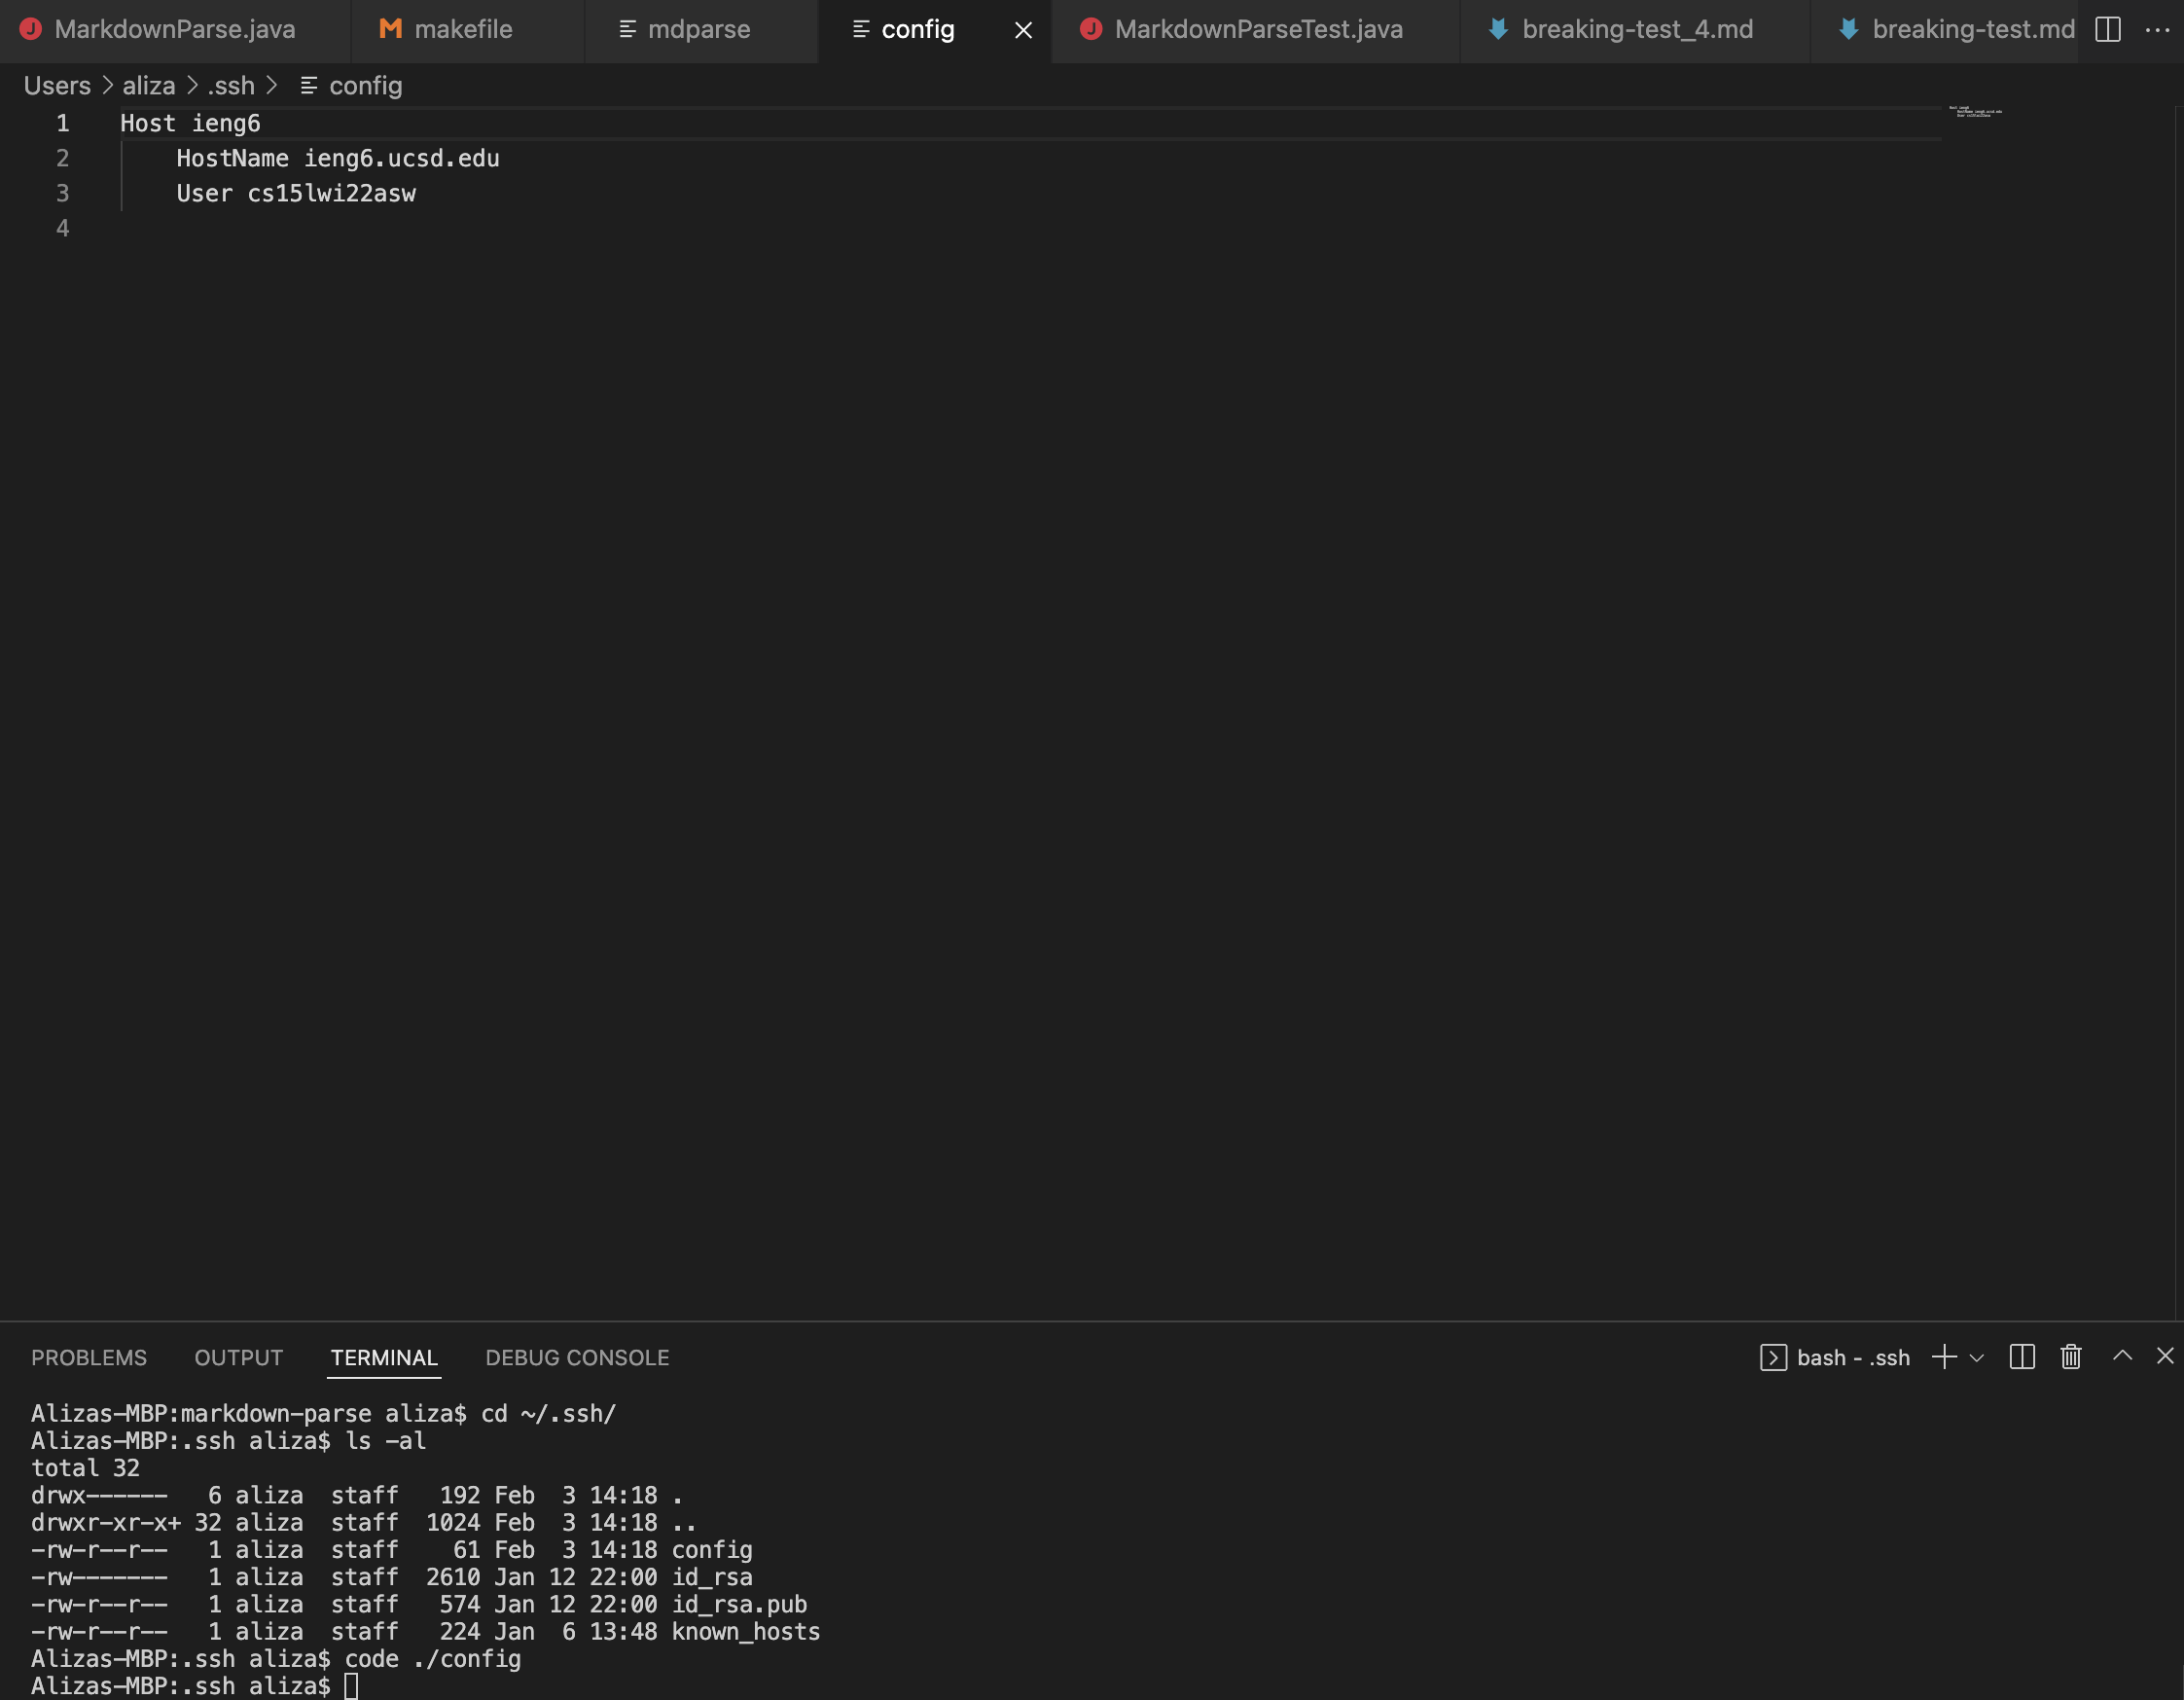 MarkdownParse.java makefile mdparse config MarkdownParseTest.java breaking-test_4.md breaking-test.md
Users > aliza > .ssh > config
1 Host ieng6
2     HostName ieng6.ucsd.edu
3     User cs15lwi22asw
4
PROBLEMS OUTPUT TERMINAL DEBUG CONSOLE bash - .ssh
Alizas-MBP:markdown-parse aliza$ cd ~/.ssh/
Alizas-MBP:.ssh aliza$ ls -al
total 32
drwx------   6 aliza  staff   192 Feb  3 14:18 .
drwxr-xr-x+ 32 aliza  staff  1024 Feb  3 14:18 ..
-rw-r--r--   1 aliza  staff    61 Feb  3 14:18 config
-rw-------   1 aliza  staff  2610 Jan 12 22:00 id_rsa
-rw-r--r--   1 aliza  staff   574 Jan 12 22:00 id_rsa.pub
-rw-r--r--   1 aliza  staff   224 Jan  6 13:48 known_hosts
Alizas-MBP:.ssh aliza$ code ./config
Alizas-MBP:.ssh aliza$